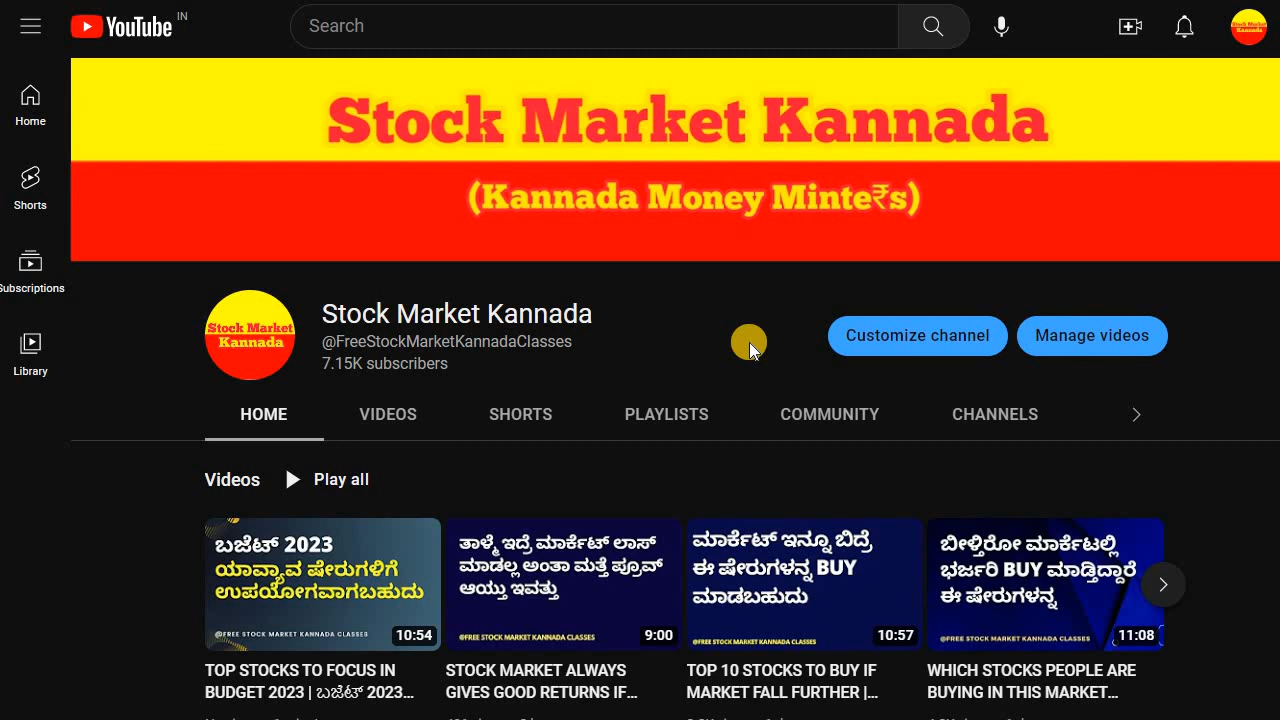 YouTube IN
Search
Stock Market
Kannada
Home
Shorts
Subscriptions
Library
Stock Market Kannada
(Kannada Money Minte₹s)
Stock Market
Kannada
Stock Market Kannada
@FreeStockMarketKannadaClasses
7.15K subscribers
Customize channel
Manage videos
HOME VIDEOS SHORTS PLAYLISTS COMMUNITY CHANNELS
Videos Play all
ಬಜೆಟ್ 2023
ಯಾವ್ಯಾವ ಷೇರುಗಳಿಗೆ
ಉಪಯೋಗವಾಗಬಹುದು
@FREE STOCK MARKET KANNADA CLASSES
10:54
ತಾಳ್ಮೆ ಇದ್ರೆ ಮಾರ್ಕೆಟ್ ಲಾಸ್
ಮಾಡಲ್ಲ ಅಂತಾ ಮತ್ತೆ ಪ್ರೂವ್
ಆಯ್ತು ಇವತ್ತು
@FREE STOCK MARKET KANNADA CLASSES
9:00
ಮಾರ್ಕೆಟ್ ಇನ್ನೂ ಬಿದ್ರೆ
ಈ ಷೇರುಗಳನ್ನ BUY
ಮಾಡಬಹುದು
@FREE STOCK MARKET KANNADA CLASSES
10:57
ಬೀಳ್ತಿರೋ ಮಾರ್ಕೆಟಲ್ಲಿ
ಭರ್ಜರಿ BUY ಮಾಡ್ತಿದ್ದಾರೆ
ಈ ಷೇರುಗಳನ್ನ
@FREE STOCK MARKET KANNADA CLASSES
11:08
TOP STOCKS TO FOCUS IN
BUDGET 2023 | ಬಜೆಟ್ 2023...
STOCK MARKET ALWAYS
GIVES GOOD RETURNS IF...
TOP 10 STOCKS TO BUY IF
MARKET FALL FURTHER |...
WHICH STOCKS PEOPLE ARE
BUYING IN THIS MARKET...